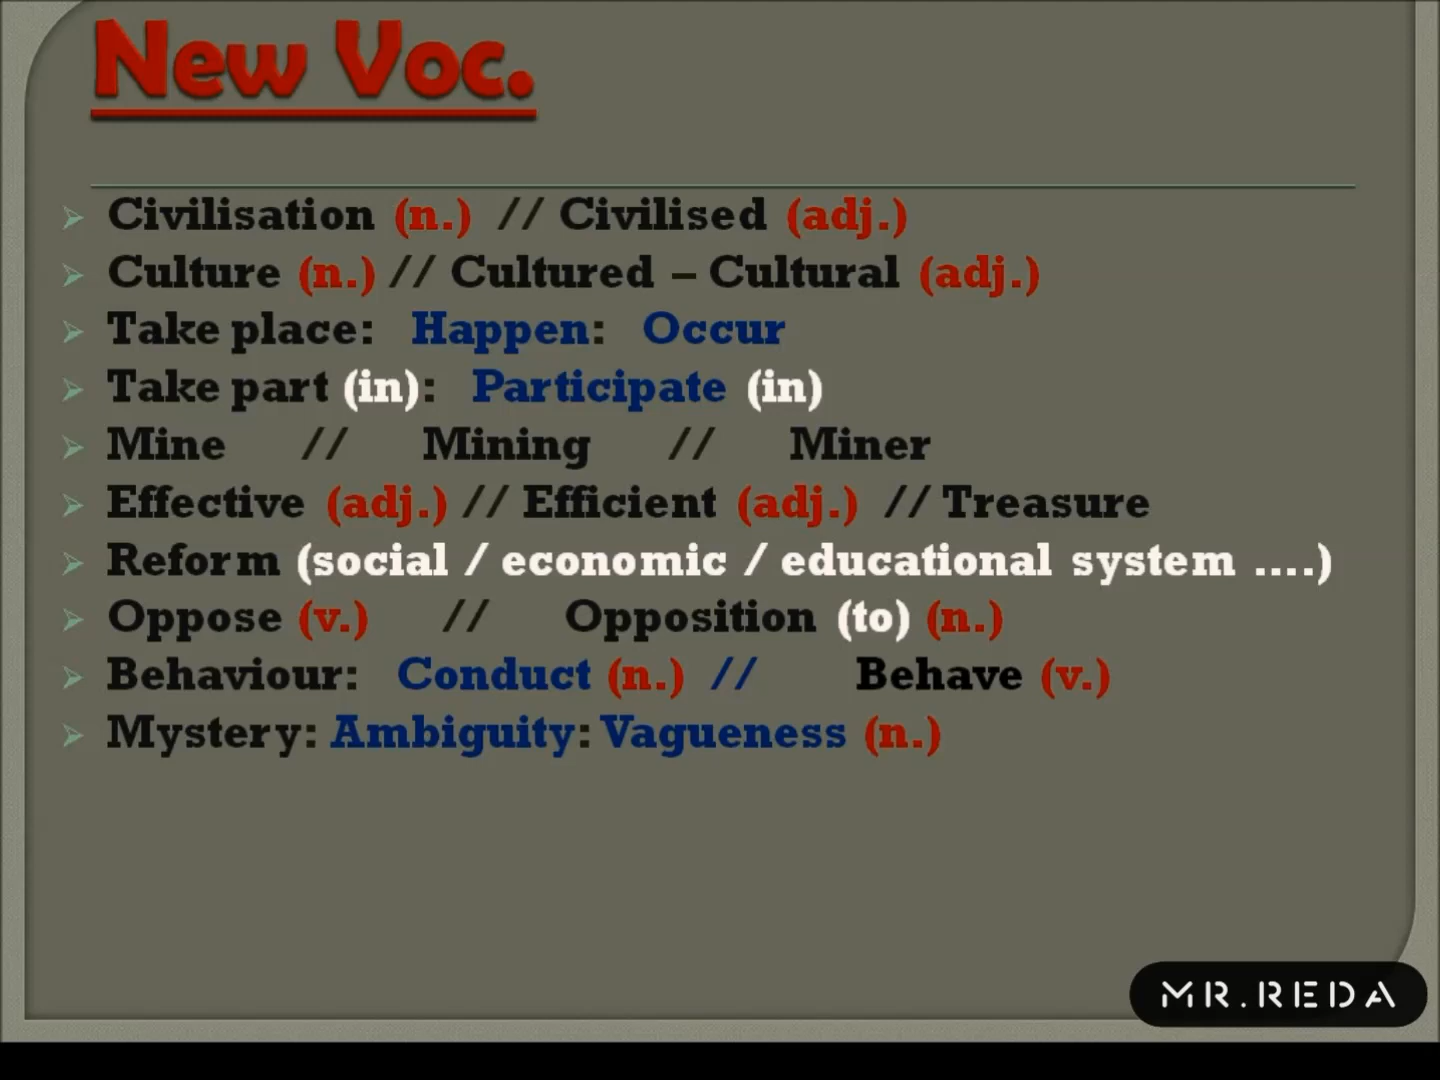 New Voc.
Civilisation (n.) // Civilised (adj.)
Culture (n.) // Cultured – Cultural (adj.)
Take place: Happen: Occur
Take part (in): Participate (in)
Mine // Mining // Miner
Effective (adj.) // Efficient (adj.) // Treasure
Reform (social / economic / educational system ....)
Oppose (v.) // Opposition (to) (n.)
Behaviour: Conduct (n.) // Behave (v.)
Mystery: Ambiguity: Vagueness (n.)
MR.REDA